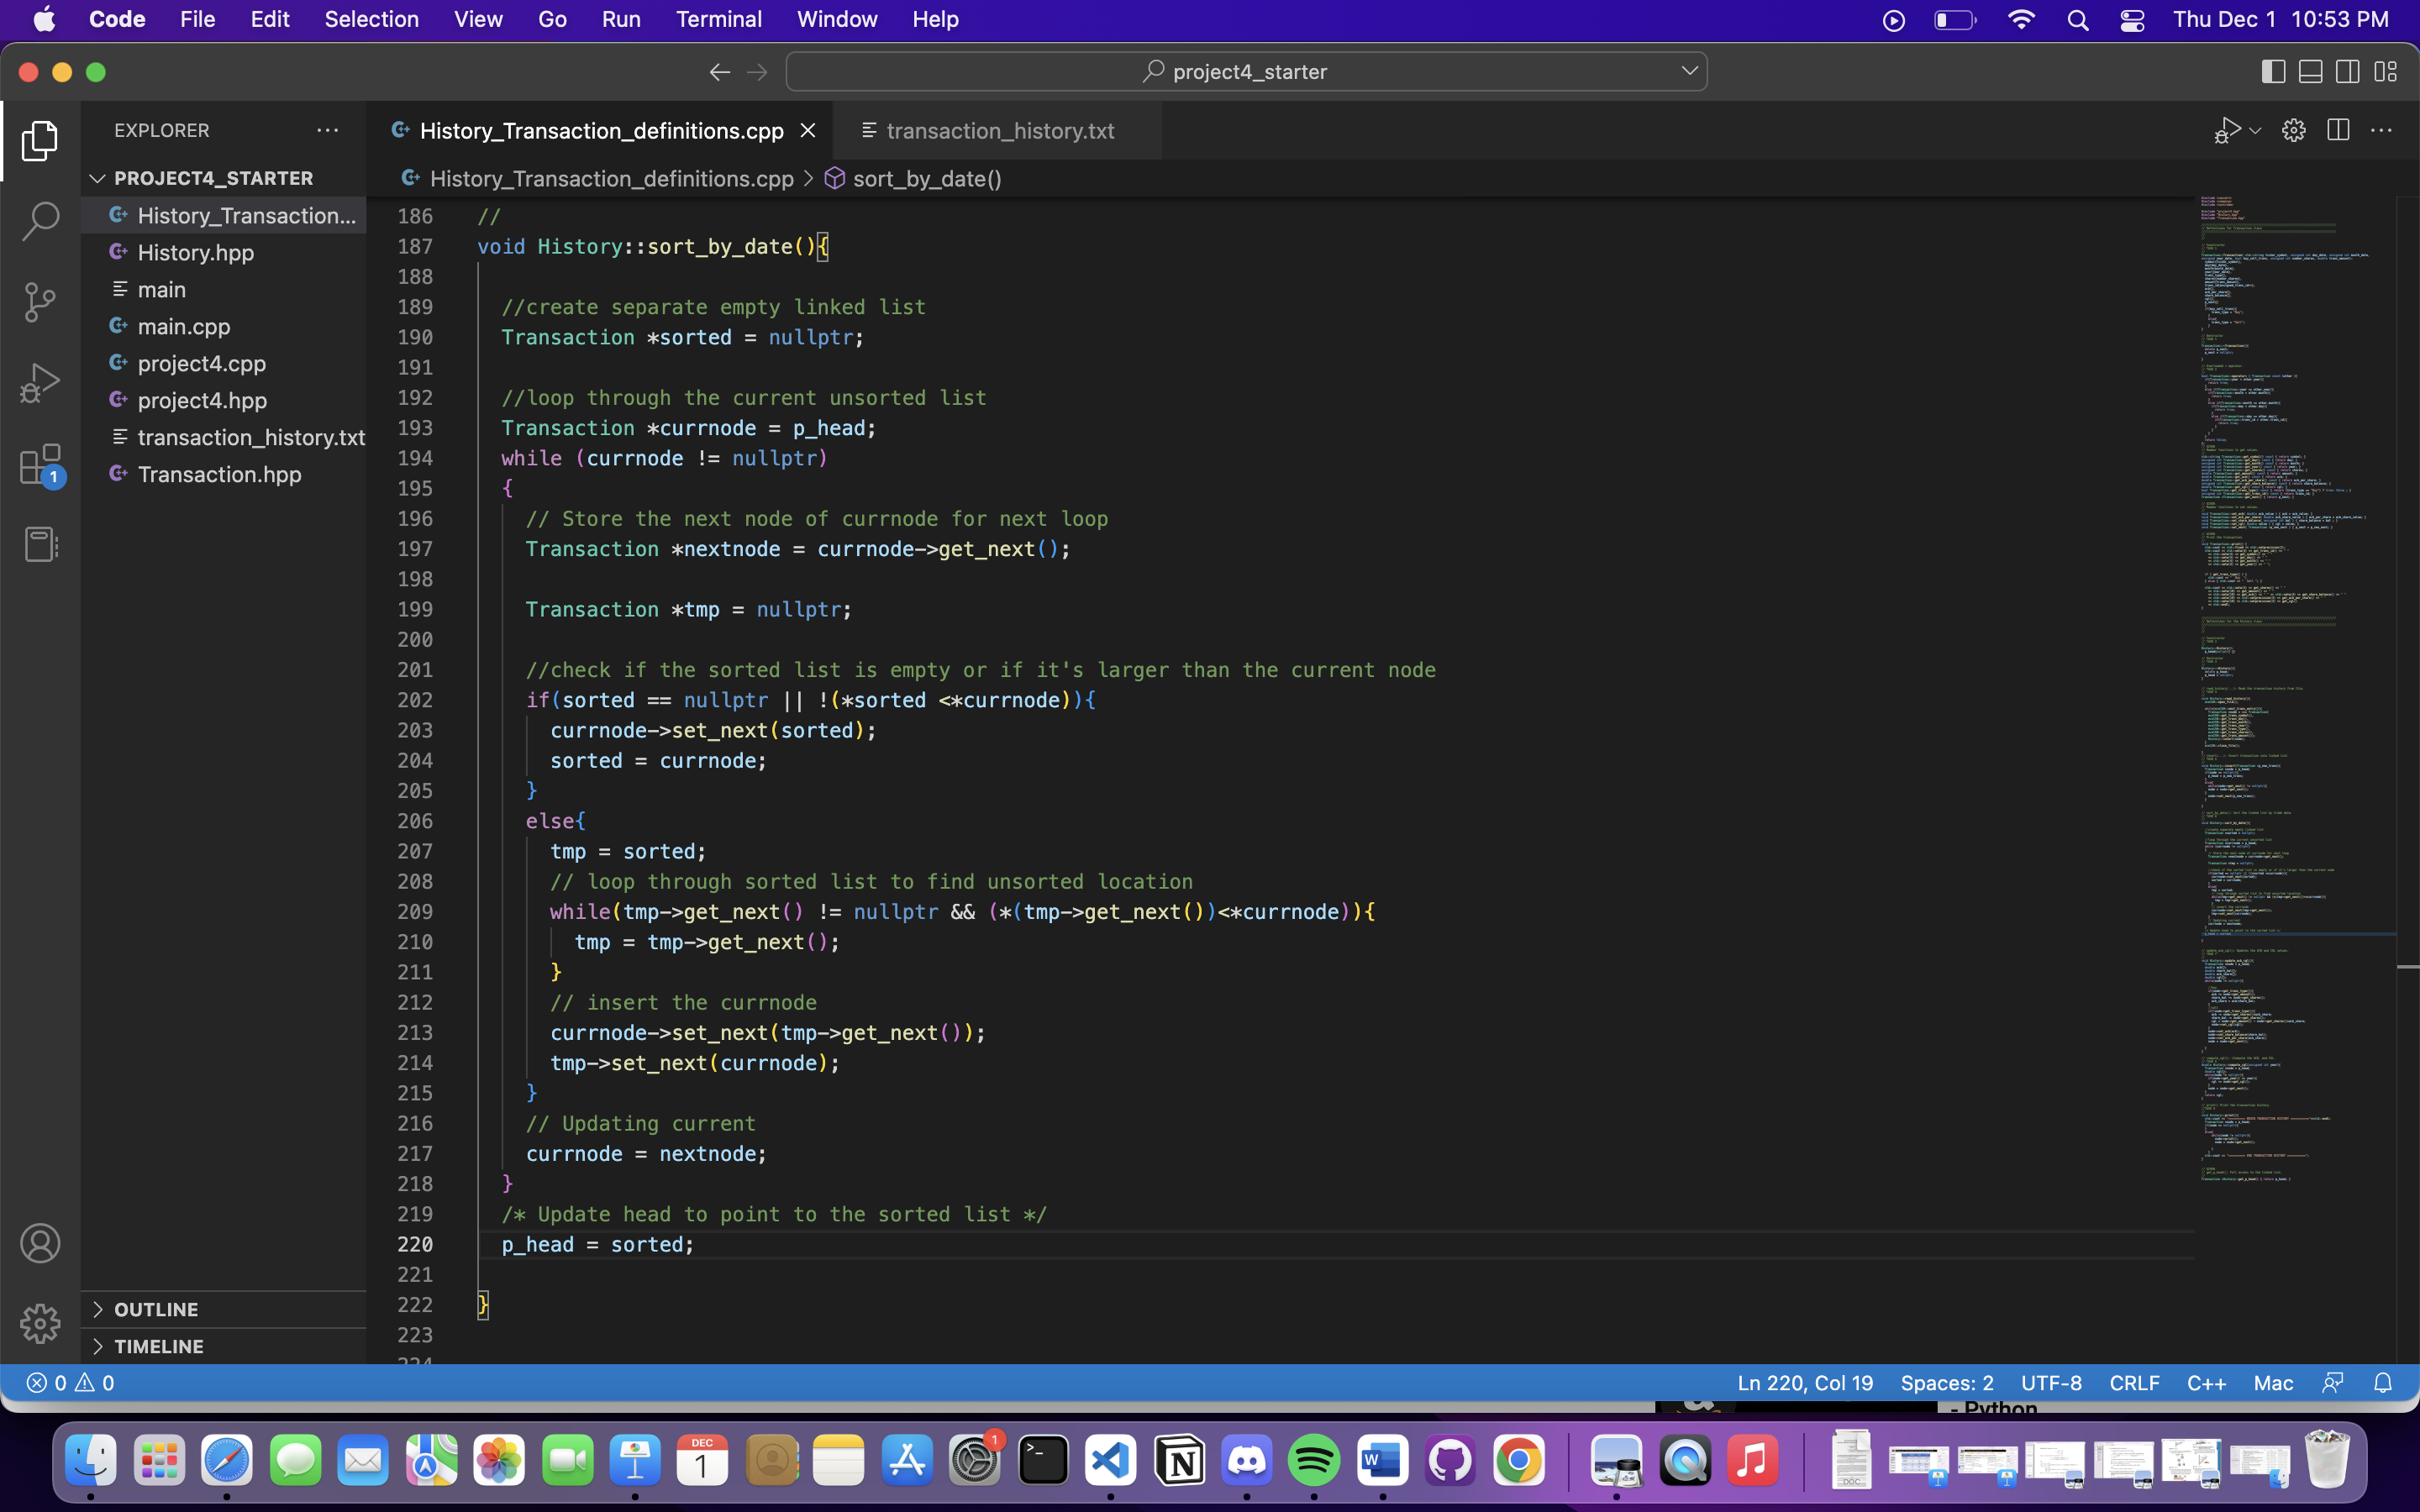 Code File Edit Selection View Go Run Terminal Window Help Thu Dec 1 10:53 PM
project4_starter
EXPLORER
PROJECT4_STARTER
History_Transaction...
History.hpp
main
main.cpp
project4.cpp
project4.hpp
transaction_history.txt
Transaction.hpp
1
OUTLINE
TIMELINE
History_Transaction_definitions.cpp transaction_history.txt
History_Transaction_definitions.cpp > sort_by_date()
186 //
187 void History::sort_by_date(){
188
189 //create separate empty linked list
190 Transaction *sorted = nullptr;
191
192 //loop through the current unsorted list
193 Transaction *currnode = p_head;
194 while (currnode != nullptr)
195 {
196 // Store the next node of currnode for next loop
197 Transaction *nextnode = currnode->get_next();
198
199 Transaction *tmp = nullptr;
200
201 //check if the sorted list is empty or if it's larger than the current node
202 if(sorted == nullptr || !(*sorted <*currnode)){
203 currnode->set_next(sorted);
204 sorted = currnode;
205 }
206 else{
207 tmp = sorted;
208 // loop through sorted list to find unsorted location
209 while(tmp->get_next() != nullptr && (*(tmp->get_next())<*currnode)){
210 tmp = tmp->get_next();
211 }
212 // insert the currnode
213 currnode->set_next(tmp->get_next());
214 tmp->set_next(currnode);
215 }
216 // Updating current
217 currnode = nextnode;
218 }
219 /* Update head to point to the sorted list */
220 p_head = sorted;
221
222 }
223
224
0 0 Ln 220, Col 19 Spaces: 2 UTF-8 CRLF C++ Mac
- Python
DEC
1
1